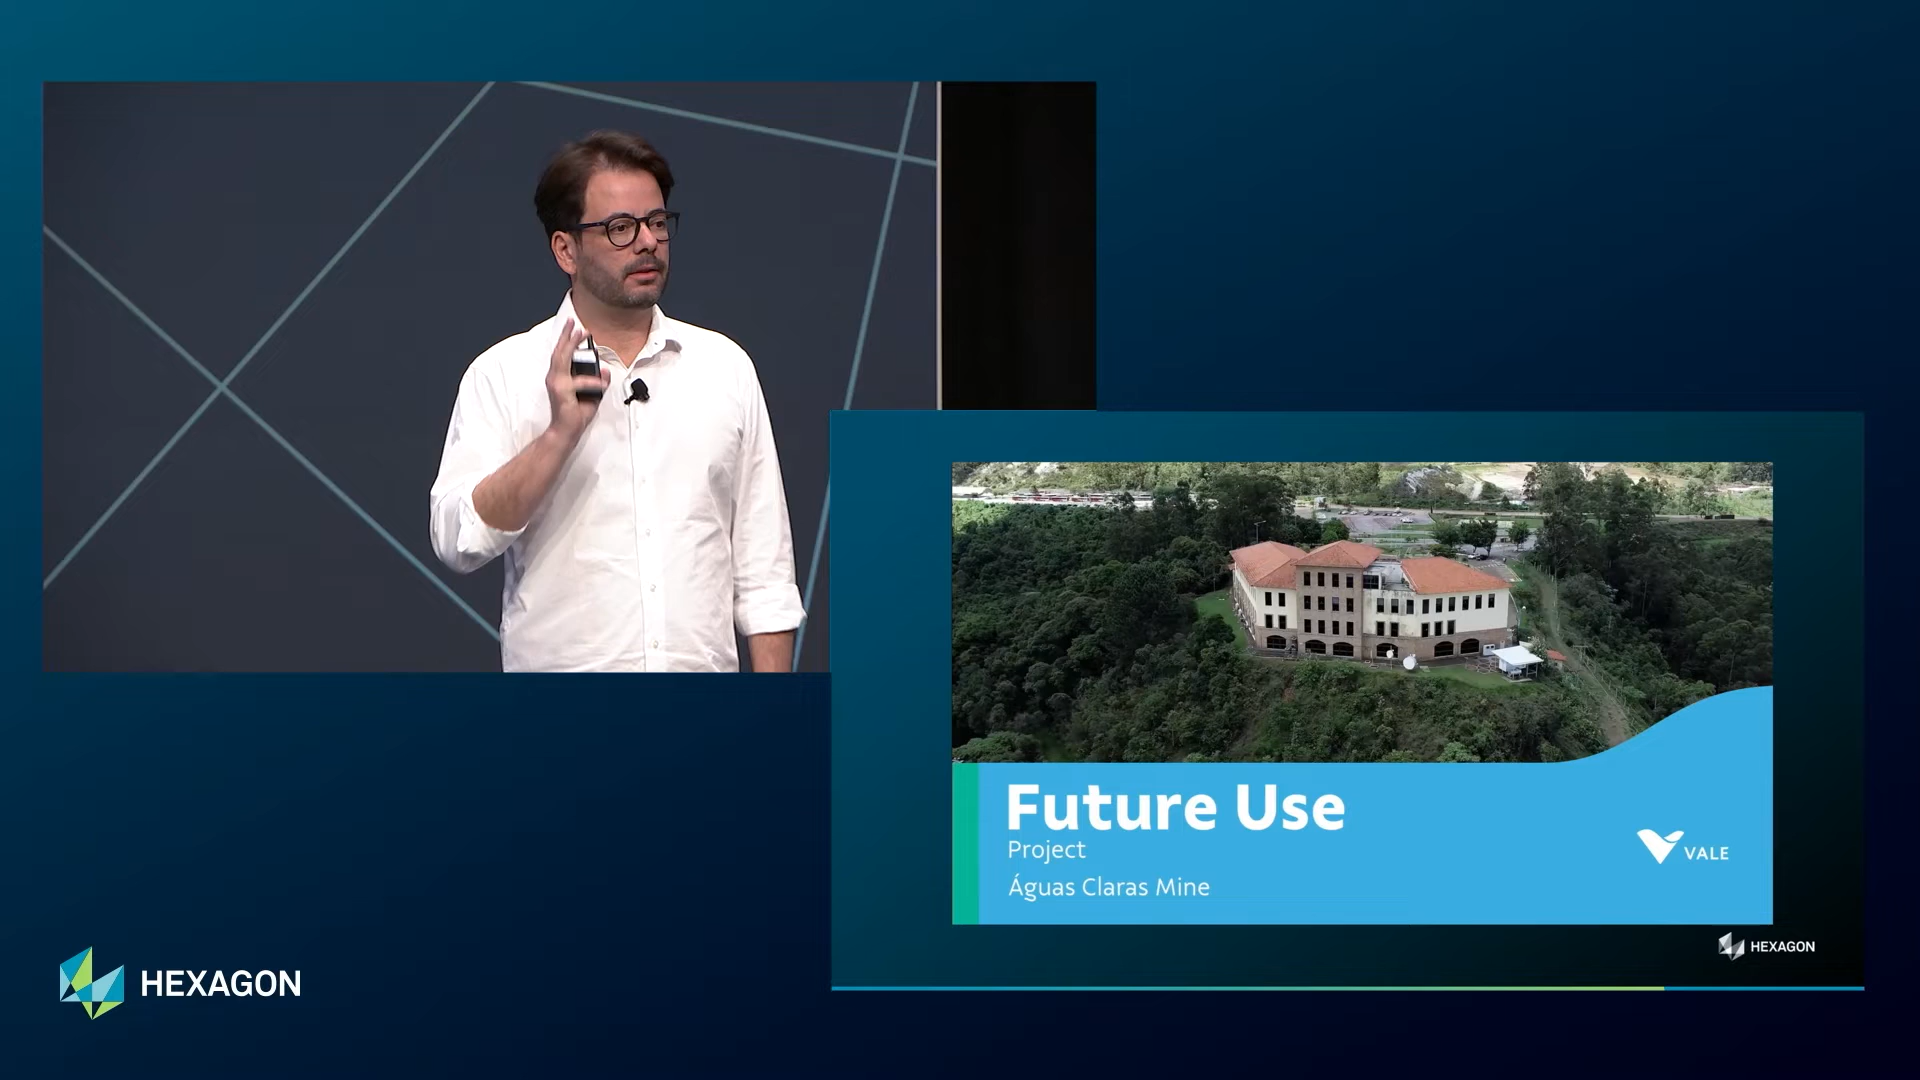 Future Use
Project
Águas Claras Mine
VALE
HEXAGON
HEXAGON